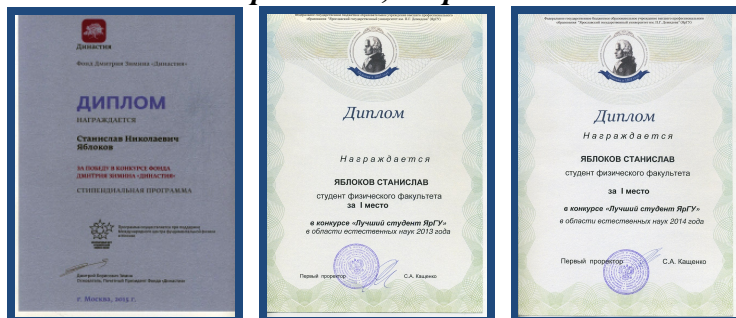 Династия
Фонд Дмитрия Зимина «Династия»
ДИПЛОМ
НАГРАЖДАЕТСЯ
Станислав Николаевич
Яблоков
ЗА ПОБЕДУ В КОНКУРСЕ ФОНДА
ДМИТРИЯ ЗИМИНА «ДИНАСТИЯ»
СТИПЕНДИАЛЬНАЯ ПРОГРАММА
г. Москва, 2013 г.
Диплом
Награждается
ЯБЛОКОВ СТАНИСЛАВ
студент физического факультета
за I место
в конкурсе «Лучший студент ЯрГУ»
в области естественных наук 2013 года
Первый проректор С.А. Кащенко
Диплом
Награждается
ЯБЛОКОВ СТАНИСЛАВ
студент физического факультета
за I место
в конкурсе «Лучший студент ЯрГУ»
в области естественных наук 2014 года
Первый проректор С.А. Кащенко